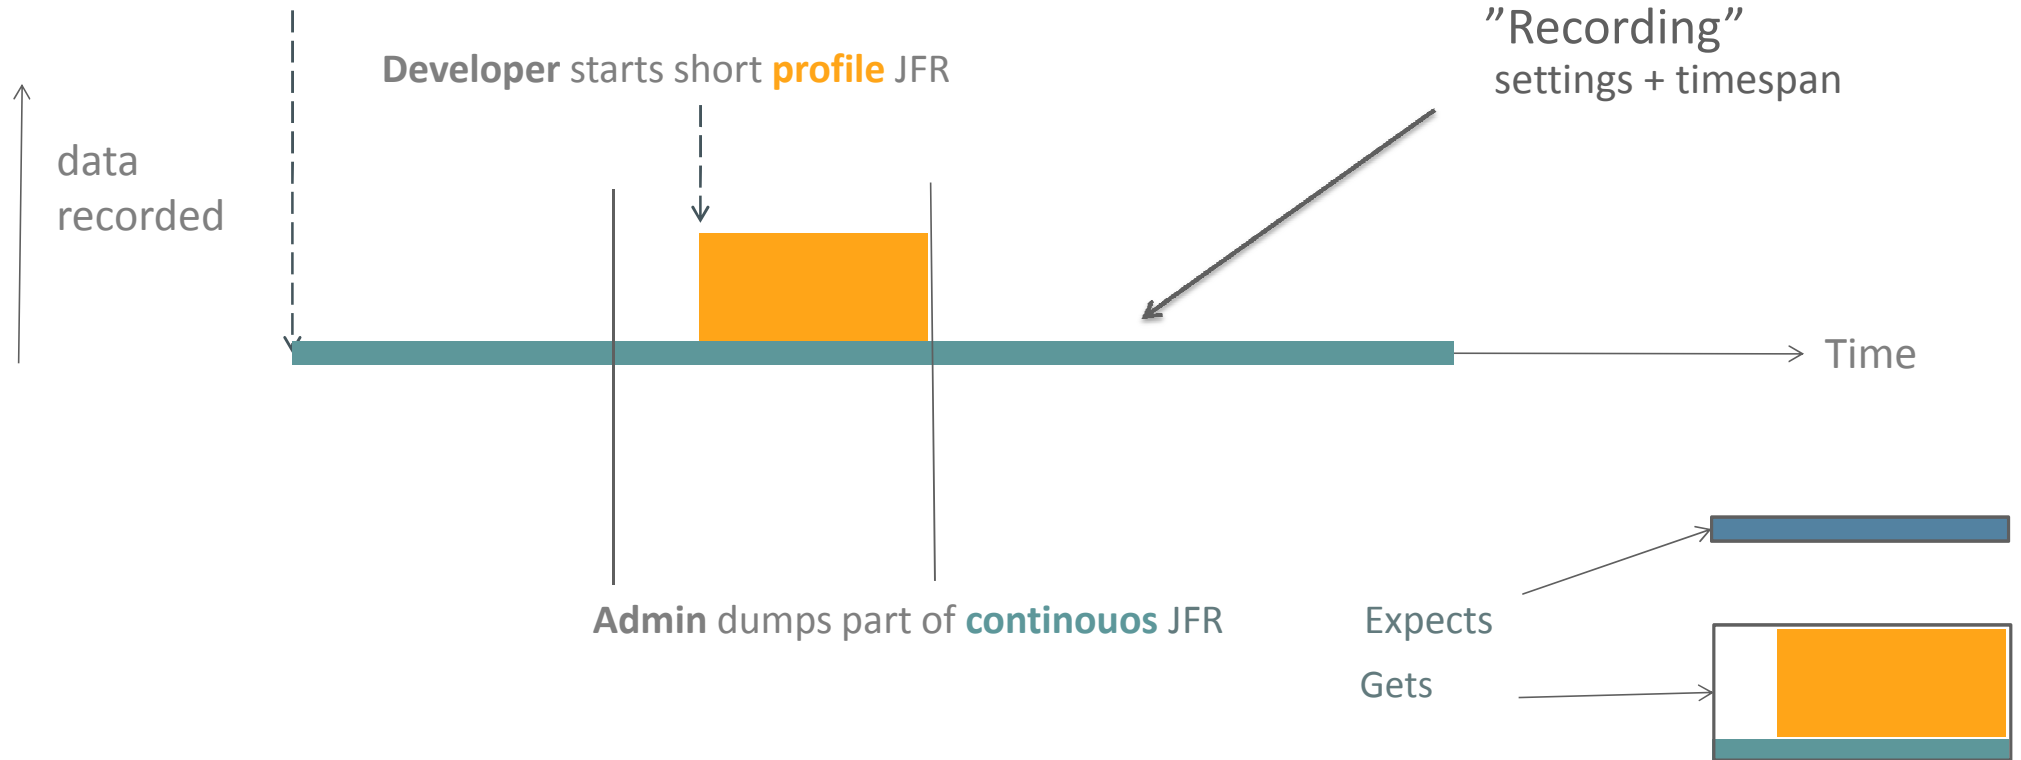 ”Recording”
settings + timespan
Developer starts short profile JFR
data
recorded
Time
Admin dumps part of continouos JFR
Expects
Gets